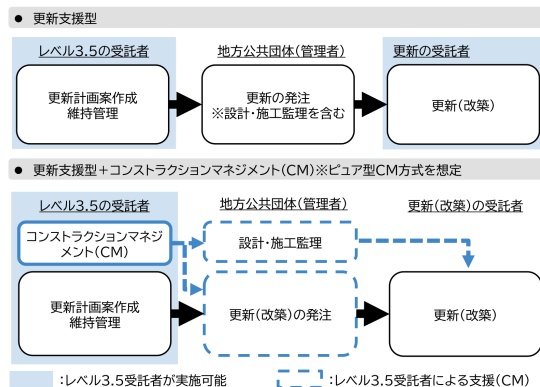 ● 更新支援型
レベル3.5の受託者
地方公共団体(管理者)
更新の受託者
更新計画案作成
維持管理
更新の発注
※設計・施工監理を含む
更新(改築)
● 更新支援型+コンストラクションマネジメント(CM)※ピュア型CM方式を想定
レベル3.5の受託者
地方公共団体(管理者)
更新(改築)の受託者
コンストラクションマネジ
メント(CM)
設計・施工監理
更新計画案作成
維持管理
更新(改築)の発注
更新(改築)
:レベル3.5受託者が実施可能
:レベル3.5受託者による支援(CM)